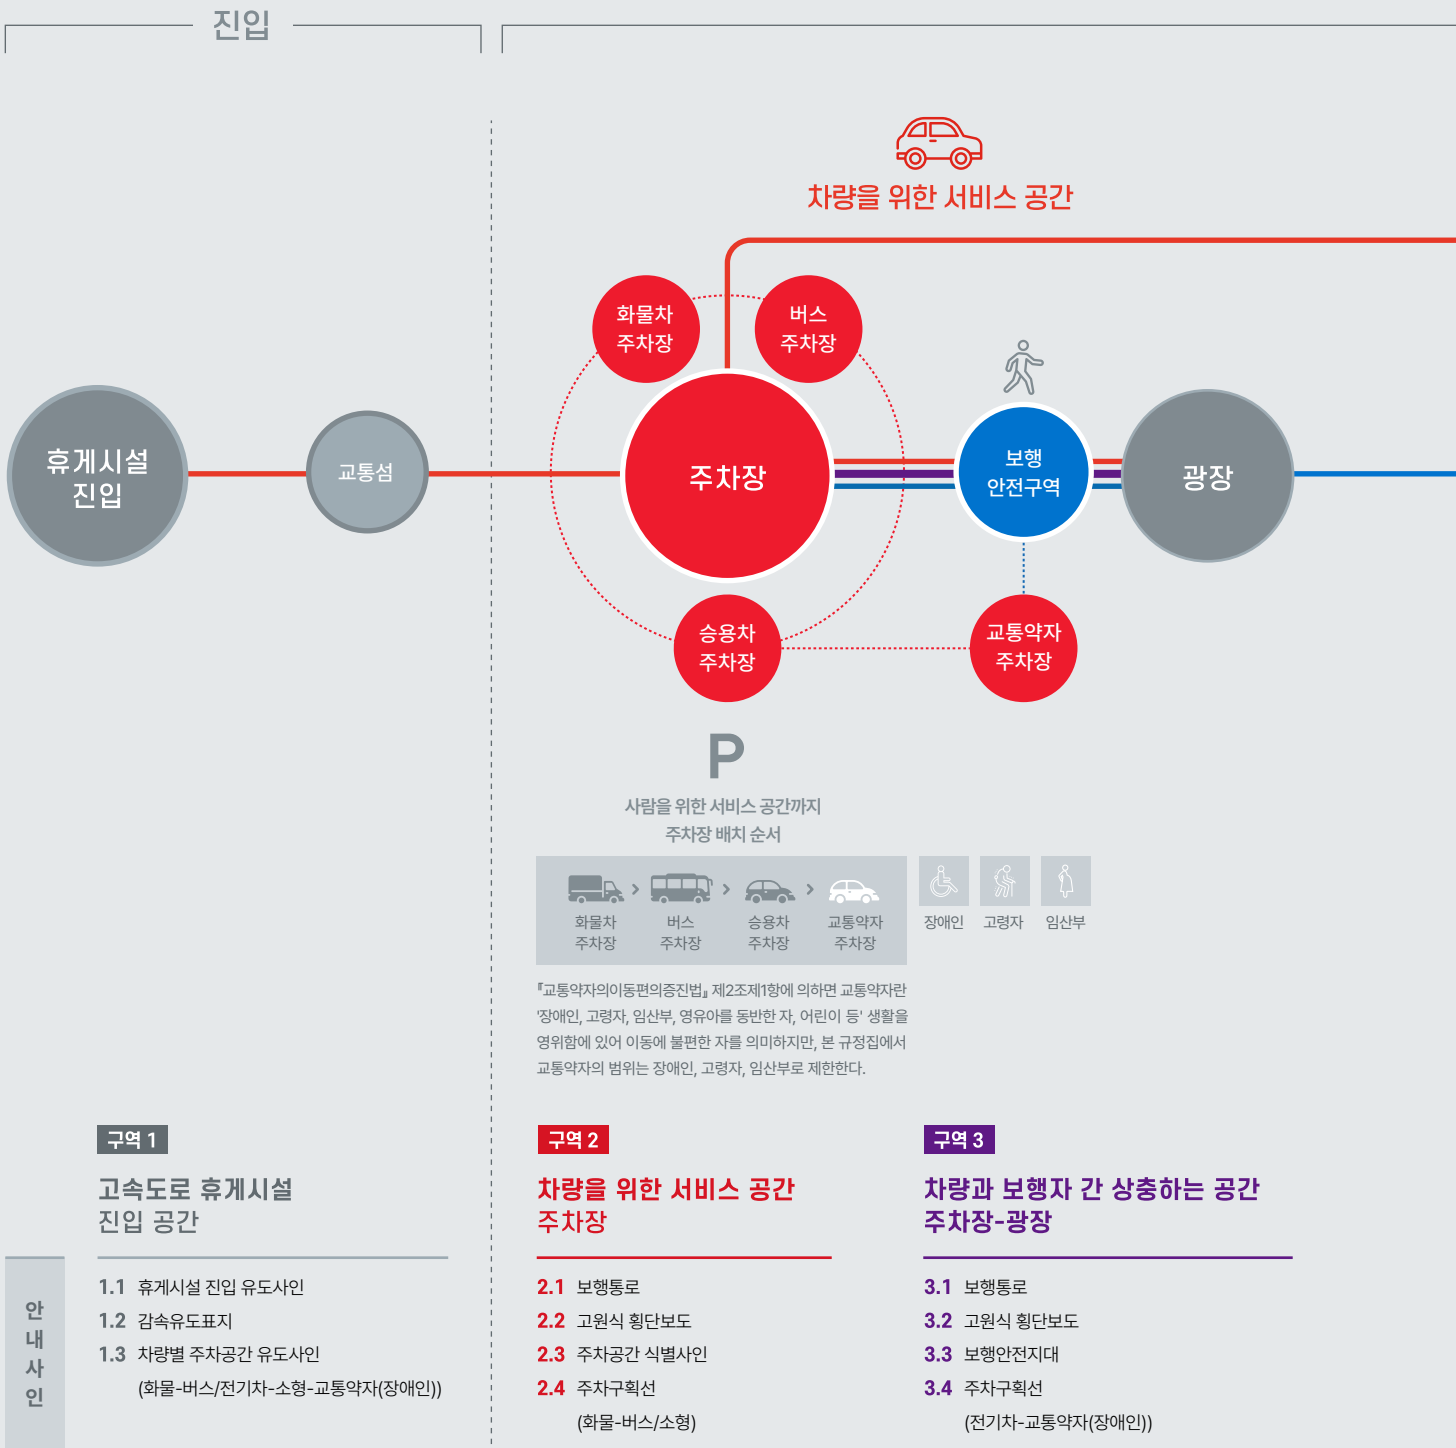 진입
차량을 위한 서비스 공간
화물차
주차장
버스
주차장
휴게시설
진입
교통섬
주차장
보행
안전구역
광장
승용차
주차장
교통약자
주차장
P
사람을 위한 서비스 공간까지
주차장 배치 순서
화물차
주차장
버스
주차장
승용차
주차장
교통약자
주차장
장애인
고령자
임산부
『교통약자의이동편의증진법』 제2조제1항에 의하면 교통약자란
'장애인, 고령자, 임산부, 영유아를 동반한 자, 어린이 등' 생활을
영위함에 있어 이동에 불편한 자를 의미하지만, 본 규정집에서
교통약자의 범위는 장애인, 고령자, 임산부로 제한한다.
안내사인
구역 1
고속도로 휴게시설
진입 공간
1.1 휴게시설 진입 유도사인
1.2 감속유도표지
1.3 차량별 주차공간 유도사인
(화물-버스/전기차-소형-교통약자(장애인))
구역 2
차량을 위한 서비스 공간
주차장
2.1 보행통로
2.2 고원식 횡단보도
2.3 주차공간 식별사인
2.4 주차구획선
(화물-버스/소형)
구역 3
차량과 보행자 간 상충하는 공간
주차장-광장
3.1 보행통로
3.2 고원식 횡단보도
3.3 보행안전지대
3.4 주차구획선
(전기차-교통약자(장애인))